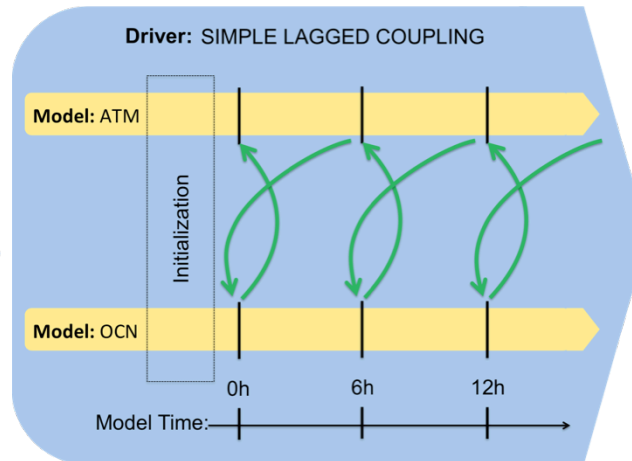 Driver: SIMPLE LAGGED COUPLING
Model: ATM
Initialization
Model: OCN
0h 6h 12h
Model Time: